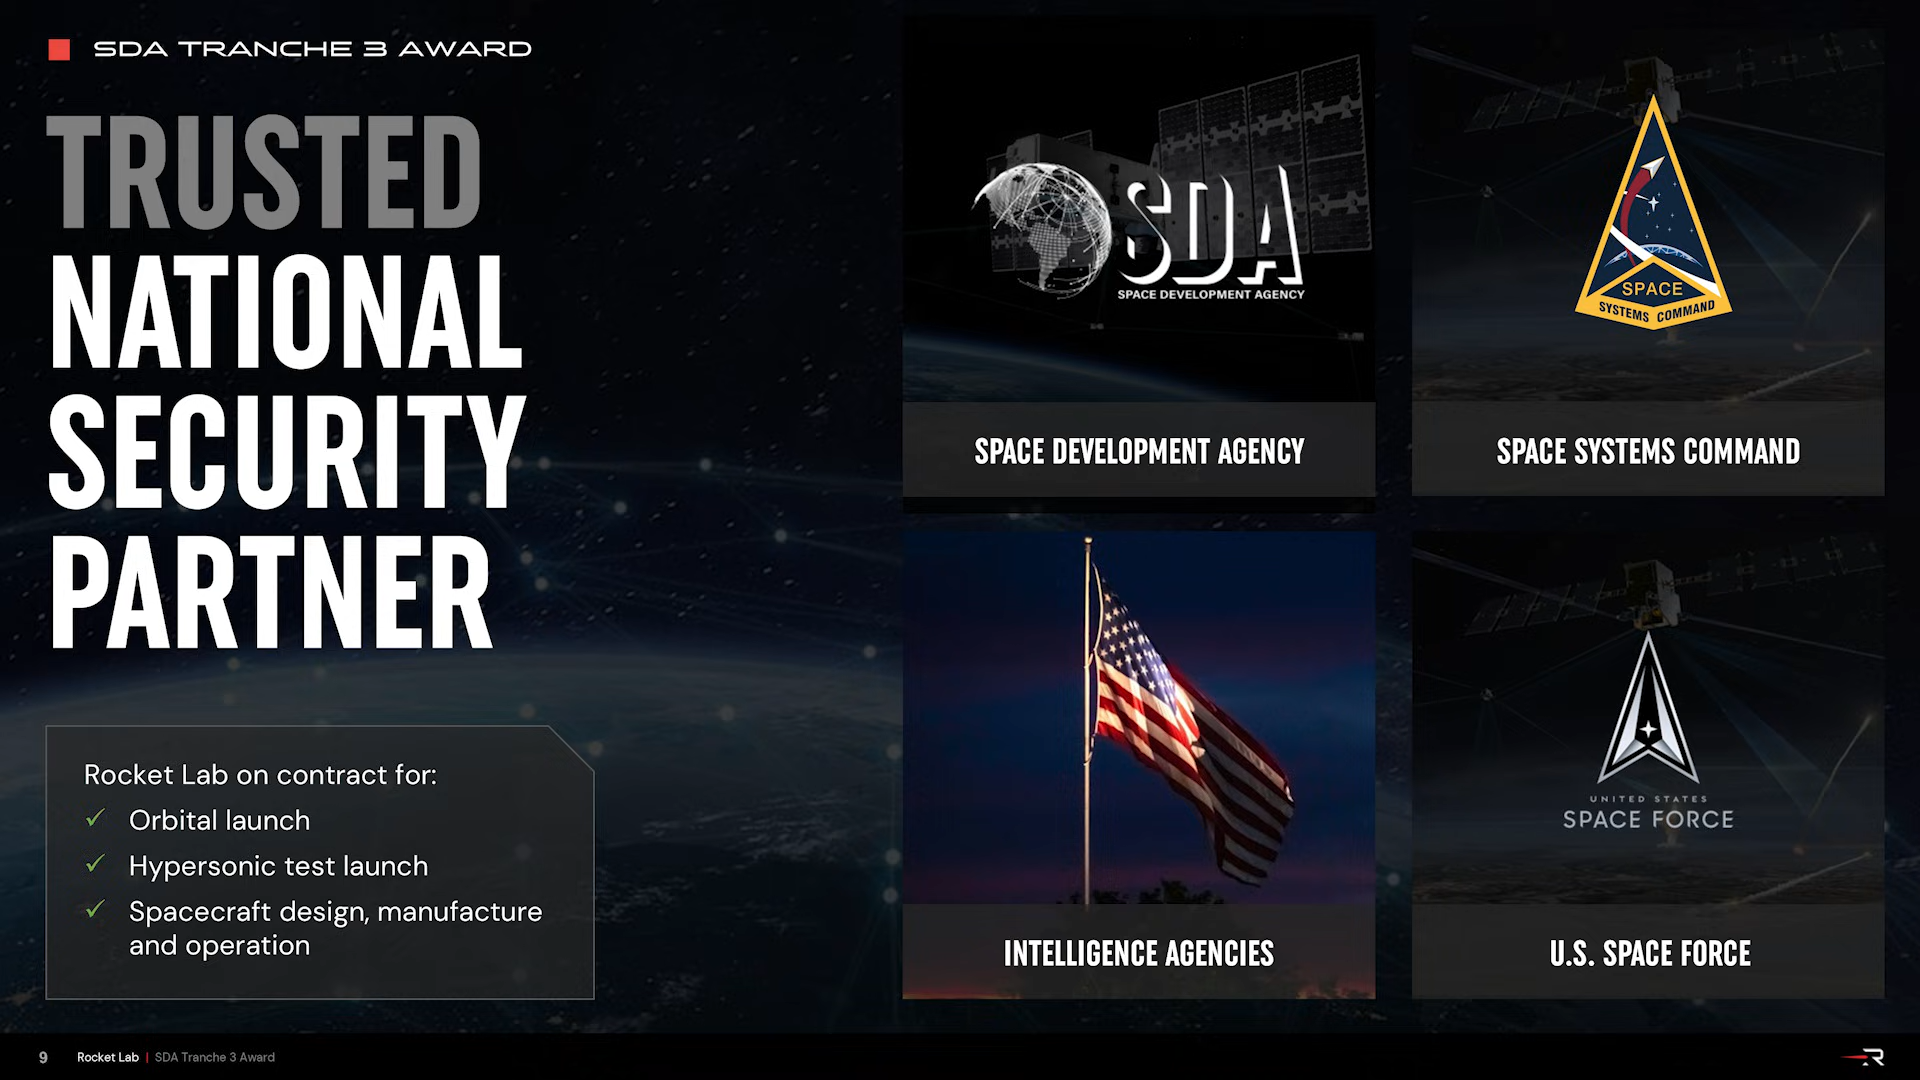 SDA TRANCHE 3 AWARD
TRUSTED
NATIONAL
SECURITY
PARTNER
Rocket Lab on contract for:
✓ Orbital launch
✓ Hypersonic test launch
✓ Spacecraft design, manufacture
and operation
SDA
SPACE DEVELOPMENT AGENCY
SPACE DEVELOPMENT AGENCY
SPACE
SYSTEMS COMMAND
SPACE SYSTEMS COMMAND
INTELLIGENCE AGENCIES
UNITED STATES
SPACE FORCE
U.S. SPACE FORCE
9 Rocket Lab | SDA Tranche 3 Award
R